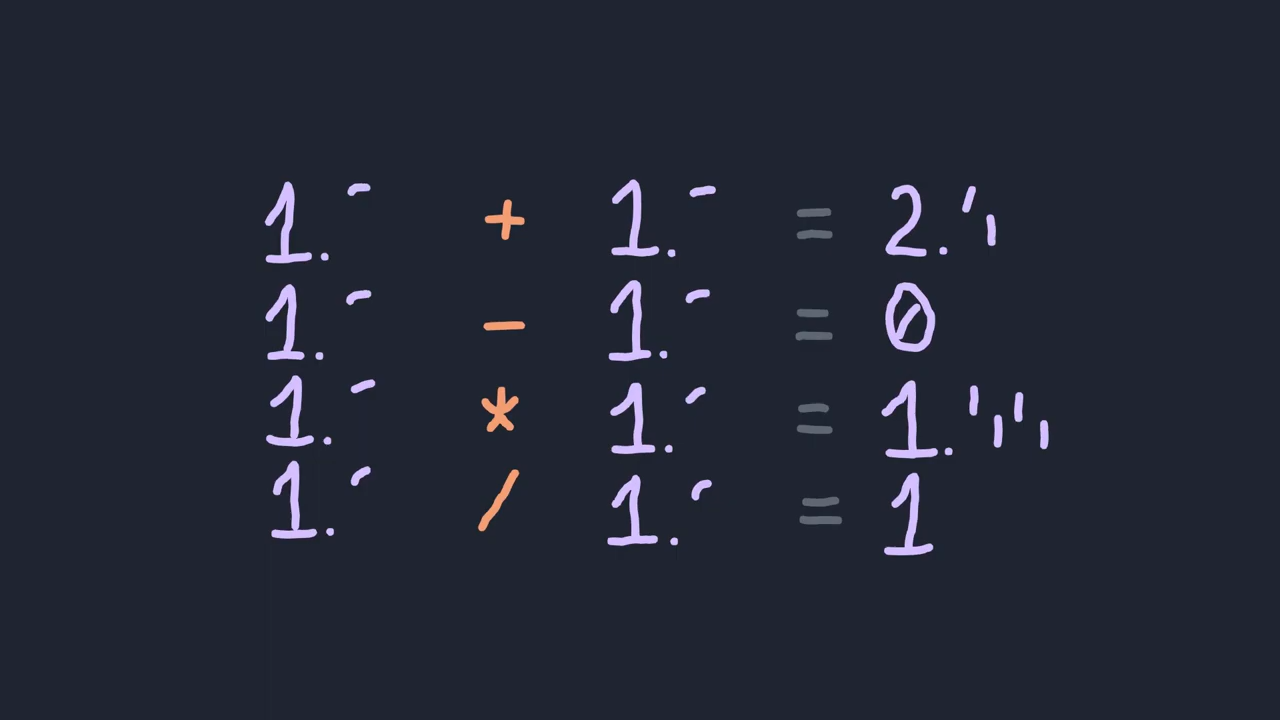 1. + 1. = 2.
1. - 1. = 0
1. * 1. = 1.
1. / 1. = 1